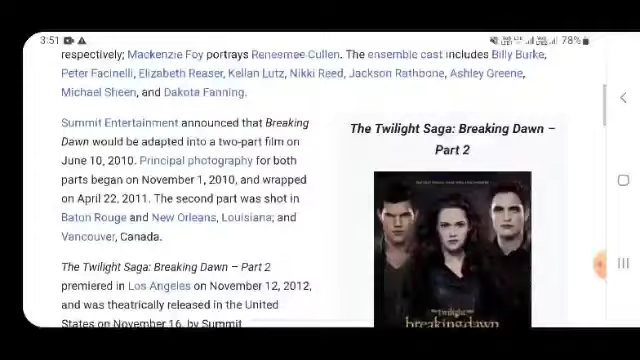 3:51
78%
respectively; Mackenzie Foy portrays Renesmee Cullen. The ensemble cast includes Billy Burke,
Peter Facinelli, Elizabeth Reaser, Kellan Lutz, Nikki Reed, Jackson Rathbone, Ashley Greene,
Michael Sheen, and Dakota Fanning.
Summit Entertainment announced that Breaking
Dawn would be adapted into a two-part film on
June 10, 2010. Principal photography for both
parts began on November 1, 2010, and wrapped
on April 22, 2011. The second part was shot in
Baton Rouge and New Orleans, Louisiana; and
Vancouver, Canada.
The Twilight Saga: Breaking Dawn – Part 2
premiered in Los Angeles on November 12, 2012,
and was theatrically released in the United
States on November 16, by Summit
The Twilight Saga: Breaking Dawn –
Part 2
the twilight saga
breaking dawn